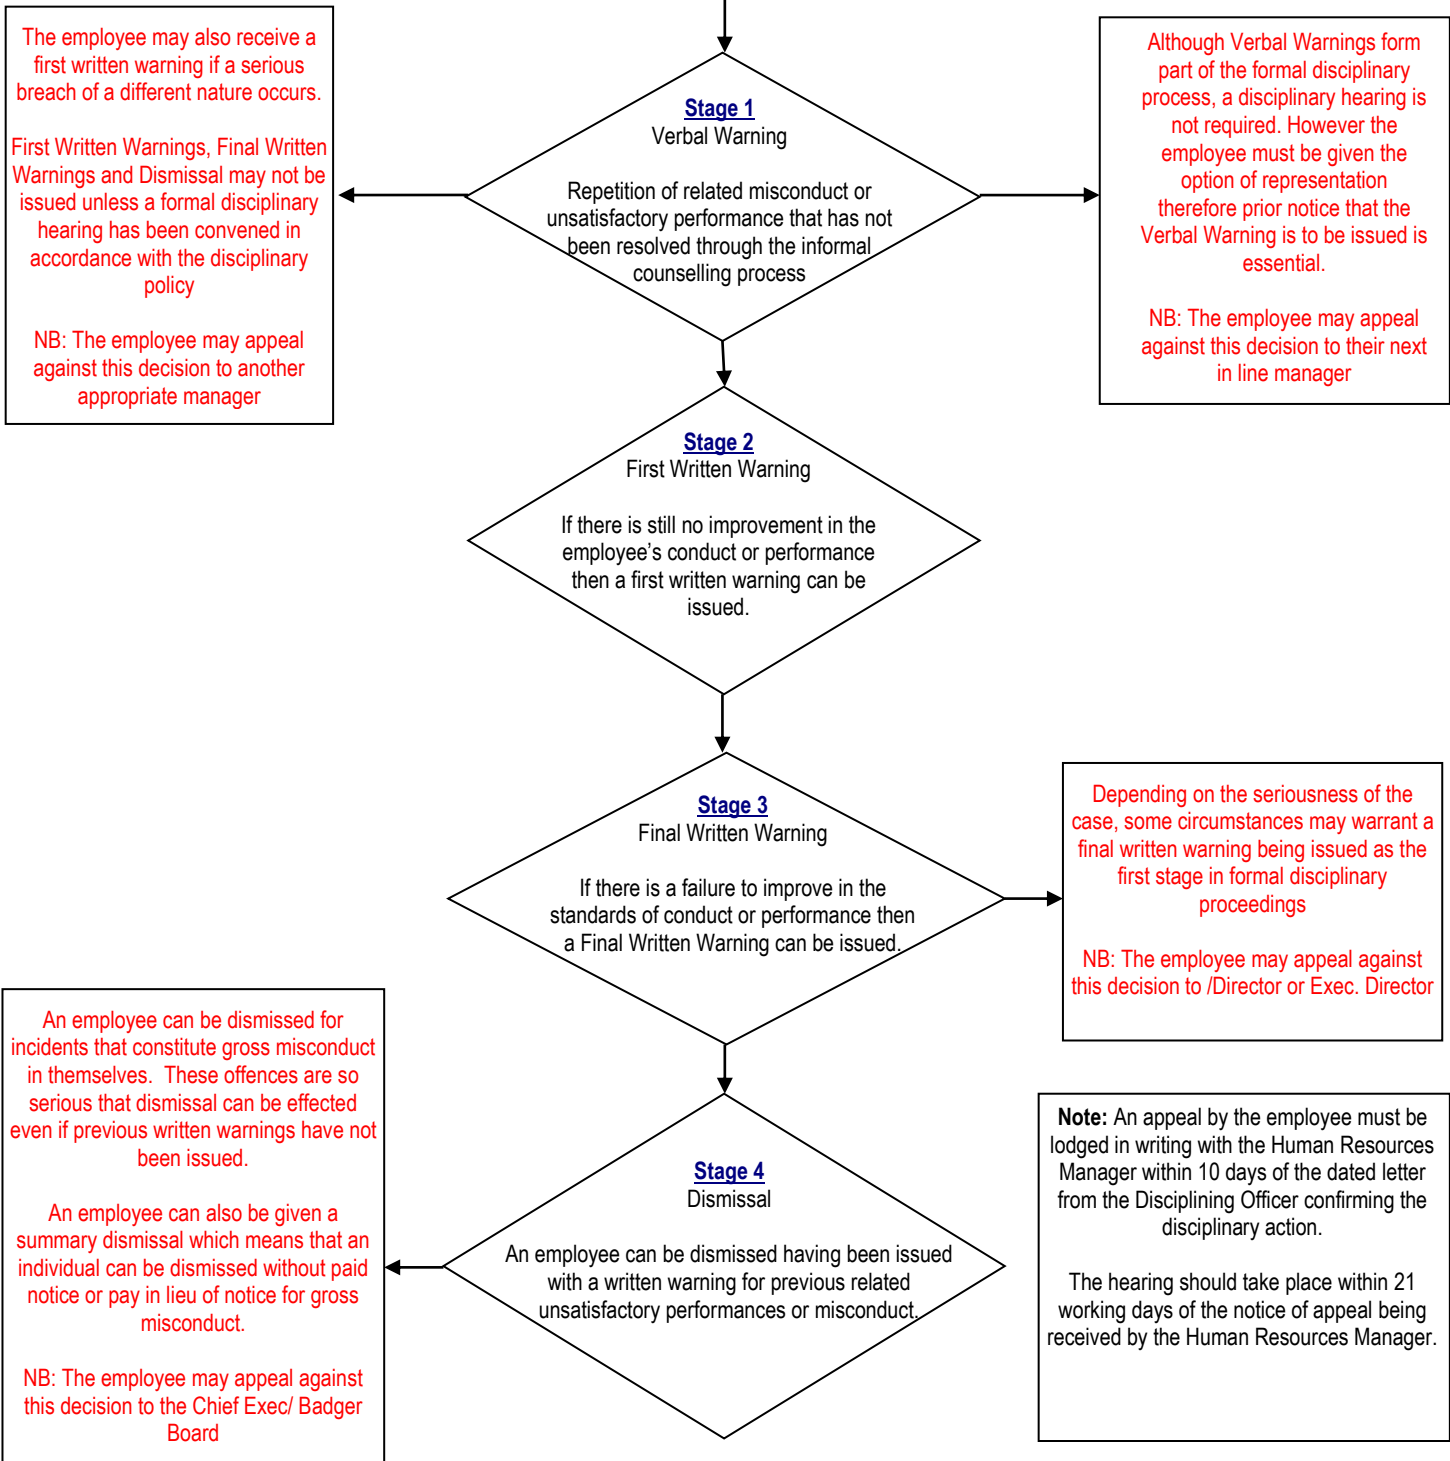 The employee may also receive a
first written warning if a serious
breach of a different nature occurs.
First Written Warnings, Final Written
Warnings and Dismissal may not be
issued unless a formal disciplinary
hearing has been convened in
accordance with the disciplinary
policy
NB: The employee may appeal
against this decision to another
appropriate manager
Stage 1
Verbal Warning
Repetition of related misconduct or
unsatisfactory performance that has not
been resolved through the informal
counselling process
Although Verbal Warnings form
part of the formal disciplinary
process, a disciplinary hearing is
not required. However the
employee must be given the
option of representation
therefore prior notice that the
Verbal Warning is to be issued is
essential.
NB: The employee may appeal
against this decision to their next
in line manager
Stage 2
First Written Warning
If there is still no improvement in the
employee’s conduct or performance
then a first written warning can be
issued.
Stage 3
Final Written Warning
If there is a failure to improve in the
standards of conduct or performance then
a Final Written Warning can be issued.
Depending on the seriousness of the
case, some circumstances may warrant a
final written warning being issued as the
first stage in formal disciplinary
proceedings
NB: The employee may appeal against
this decision to /Director or Exec. Director
An employee can be dismissed for
incidents that constitute gross misconduct
in themselves.  These offences are so
serious that dismissal can be effected
even if previous written warnings have not
been issued.
An employee can also be given a
summary dismissal which means that an
individual can be dismissed without paid
notice or pay in lieu of notice for gross
misconduct.
NB: The employee may appeal against
this decision to the Chief Exec/ Badger
Board
Stage 4
Dismissal
An employee can be dismissed having been issued
with a written warning for previous related
unsatisfactory performances or misconduct.
Note: An appeal by the employee must be
lodged in writing with the Human Resources
Manager within 10 days of the dated letter
from the Disciplining Officer confirming the
disciplinary action.
The hearing should take place within 21
working days of the notice of appeal being
received by the Human Resources Manager.